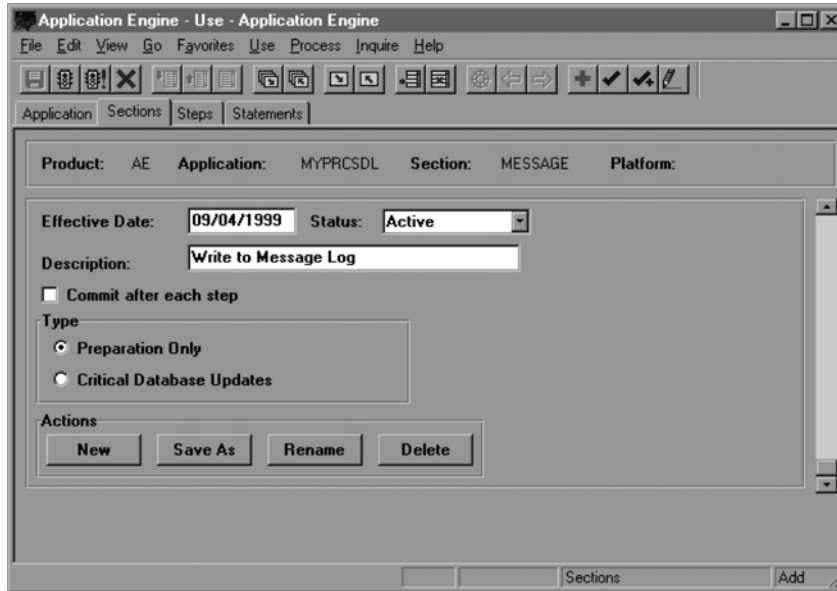 Application Engine - Use - Application Engine
File Edit View Go Favorites Use Process Inquire Help
Application Sections Steps Statements
Product: AE Application: MYPRCSDL Section: MESSAGE Platform:
Effective Date: 09/04/1999 Status: Active
Description: Write to Message Log
Commit after each step
Type
Preparation Only
Critical Database Updates
Actions
New Save As Rename Delete
Sections Add